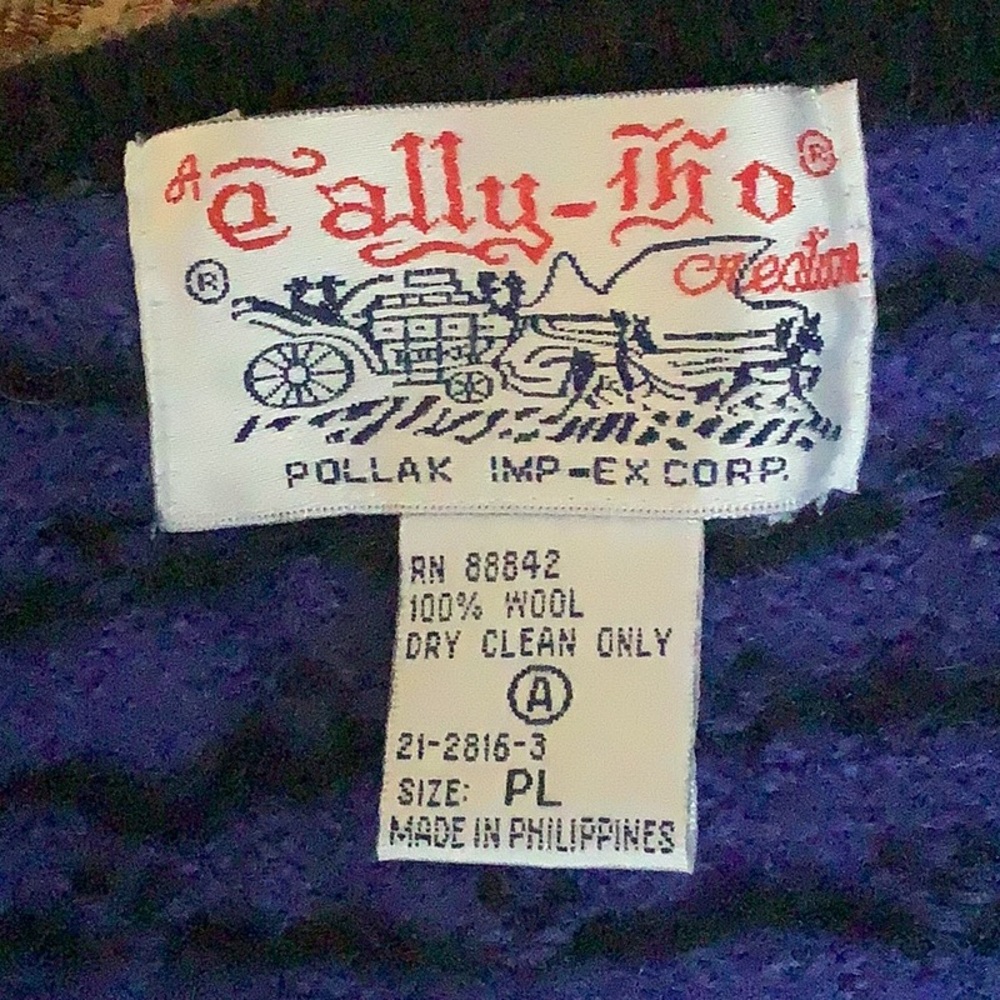 A Tally-Ho®
Creation
®
POLLAK IMP-EX CORP.
RN 88842
100% WOOL
DRY CLEAN ONLY
A
21-2816-3
SIZE: PL
MADE IN PHILIPPINES